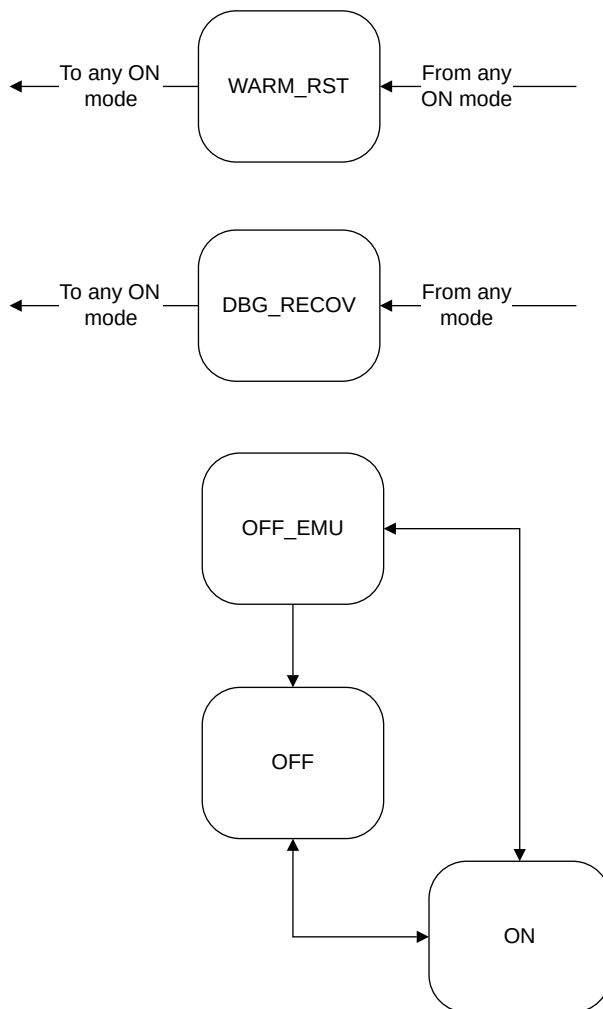 To any ON
mode
WARM_RST
From any
ON mode
To any ON
mode
DBG_RECOV
From any
mode
OFF_EMU
OFF
ON